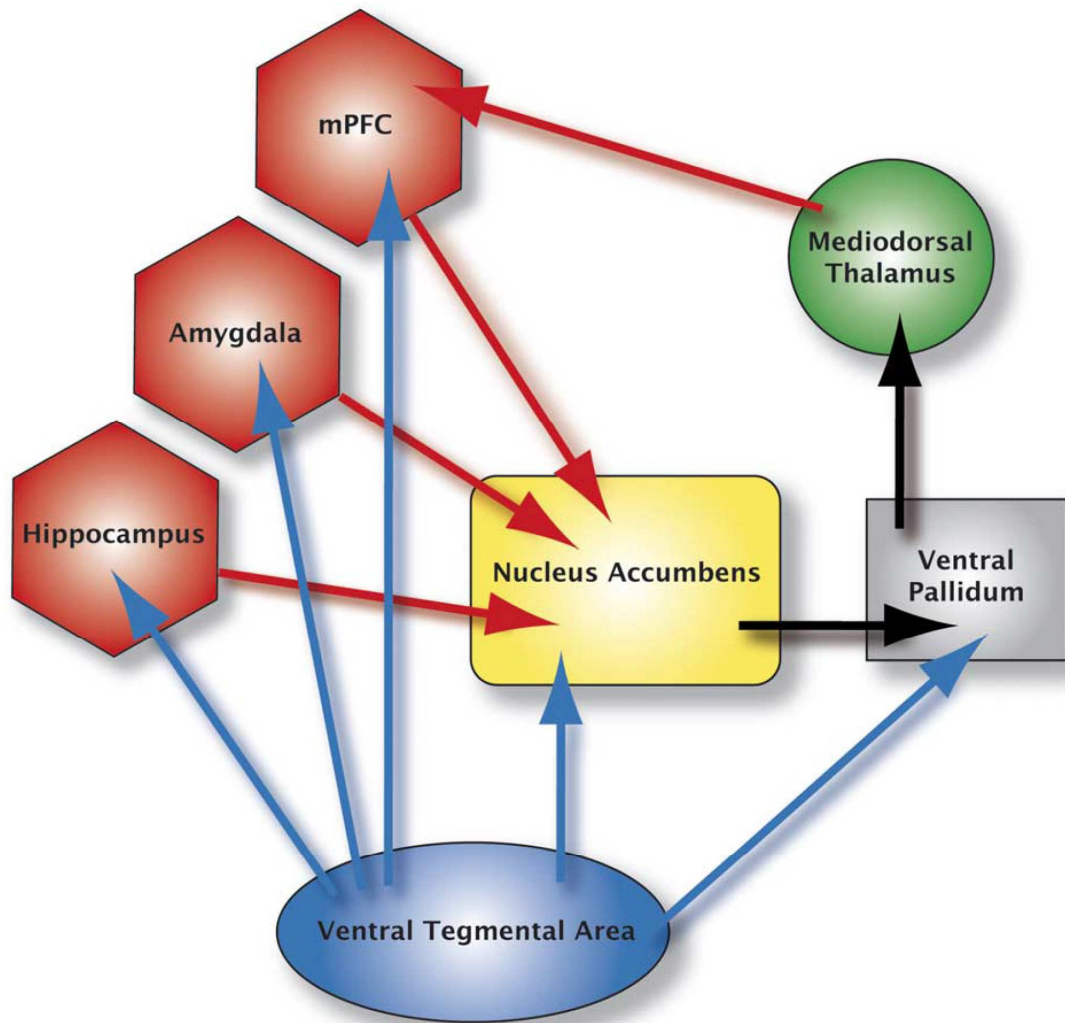 mPFC
Mediodorsal
Thalamus
Amygdala
Hippocampus
Nucleus Accumbens
Ventral
Pallidum
Ventral Tegmental Area